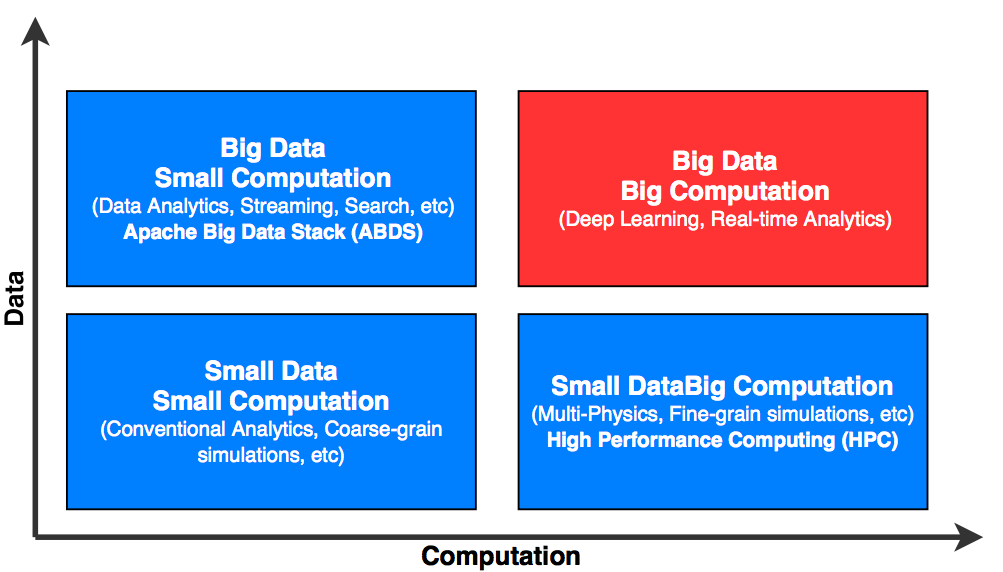 Big Data
Small Computation
(Data Analytics, Streaming, Search, etc)
Apache Big Data Stack (ABDS)
Big Data
Big Computation
(Deep Learning, Real-time Analytics)
Data
Small Data
Small Computation
(Conventional Analytics, Coarse-grain
simulations, etc)
Small DataBig Computation
(Multi-Physics, Fine-grain simulations, etc)
High Performance Computing (HPC)
Computation